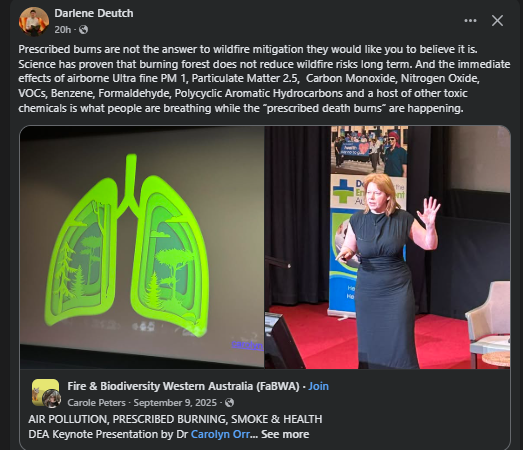 Darlene Deutch
20h ·
Prescribed burns are not the answer to wildfire mitigation they would like you to believe it is.
Science has proven that burning forest does not reduce wildfire risks long term. And the immediate
effects of airborne Ultra fine PM 1, Particulate Matter 2.5, Carbon Monoxide, Nitrogen Oxide,
VOCs, Benzene, Formaldehyde, Polycyclic Aromatic Hydrocarbons and a host of other toxic
chemicals is what people are breathing while the "prescribed death burns" are happening.
health
Fire & Biodiversity Western Australia (FaBWA) · Join
Carole Peters · September 9, 2025 ·
AIR POLLUTION, PRESCRIBED BURNING, SMOKE & HEALTH
DEA Keynote Presentation by Dr Carolyn Orr... See more